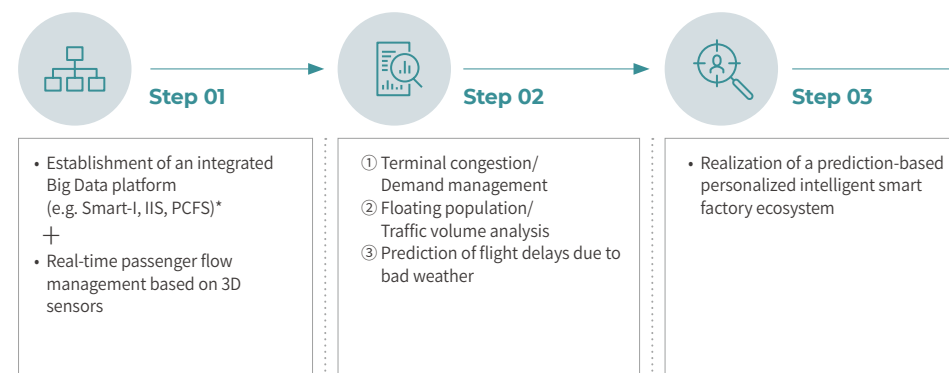 Step 01
Step 02
Step 03
• Establishment of an integrated
Big Data platform
(e.g. Smart-I, IIS, PCFS)*
+
• Real-time passenger flow
management based on 3D
sensors
① Terminal congestion/
Demand management
② Floating population/
Traffic volume analysis
③ Prediction of flight delays due to
bad weather
• Realization of a prediction-based
personalized intelligent smart
factory ecosystem